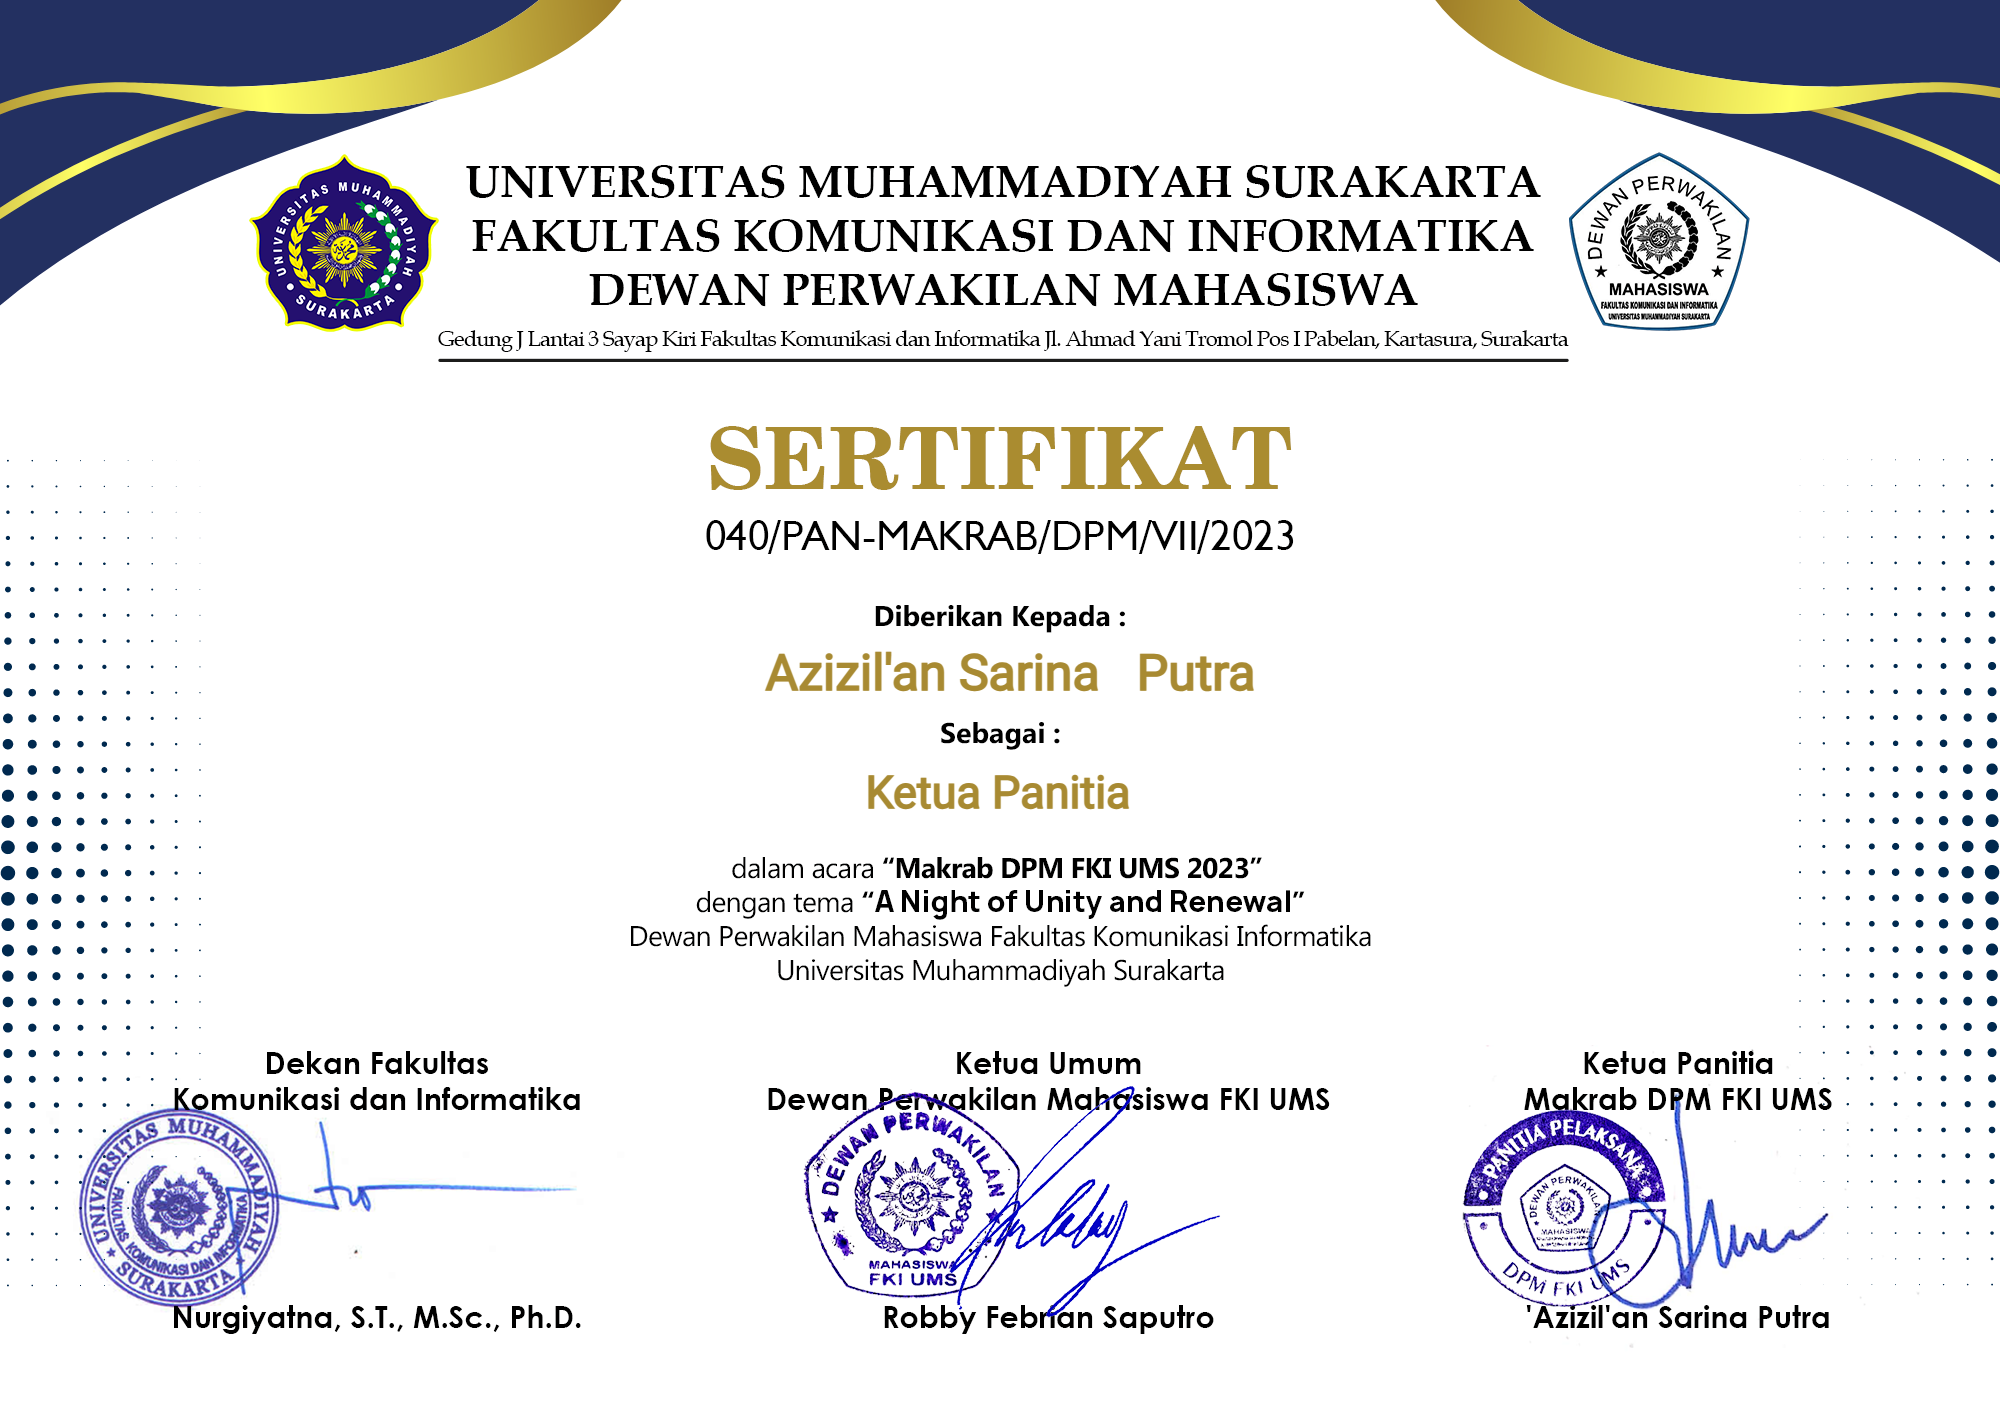 UNIVERSITAS MUHAMMADIYAH SURAKARTA
FAKULTAS KOMUNIKASI DAN INFORMATIKA
DEWAN PERWAKILAN MAHASISWA
Gedung J Lantai 3 Sayap Kiri Fakultas Komunikasi dan Informatika Jl. Ahmad Yani Tromol Pos I Pabelan, Kartasura, Surakarta
UNIVERSITAS MUHAMMADIYAH
SURAKARTA
DEWAN PERWAKILAN
MAHASISWA
FAKULTAS KOMUNIKASI DAN INFORMATIKA
UNIVERSITAS MUHAMMADIYAH SURAKARTA
SERTIFIKAT
040/PAN-MAKRAB/DPM/VII/2023
Diberikan Kepada :
Azizil'an Sarina Putra
Sebagai :
Ketua Panitia
dalam acara “Makrab DPM FKI UMS 2023”
dengan tema “A Night of Unity and Renewal”
Dewan Perwakilan Mahasiswa Fakultas Komunikasi Informatika
Universitas Muhammadiyah Surakarta
Dekan Fakultas
Komunikasi dan Informatika
UNIVERSITAS MUHAMMADIYAH
FAKULTAS KOMUNIKASI DAN INFORMATIKA
SURAKARTA
Nurgiyatna, S.T., M.Sc., Ph.D.
Ketua Umum
Dewan Perwakilan Mahasiswa FKI UMS
DEWAN PERWAKILAN
MAHASISWA
FKI UMS
Robby Febrian Saputro
Ketua Panitia
Makrab DPM FKI UMS
PANITIA PELAKSANA
DEWAN PERWAKILAN
MAHASISWA
DPM FKI UMS
'Azizil'an Sarina Putra